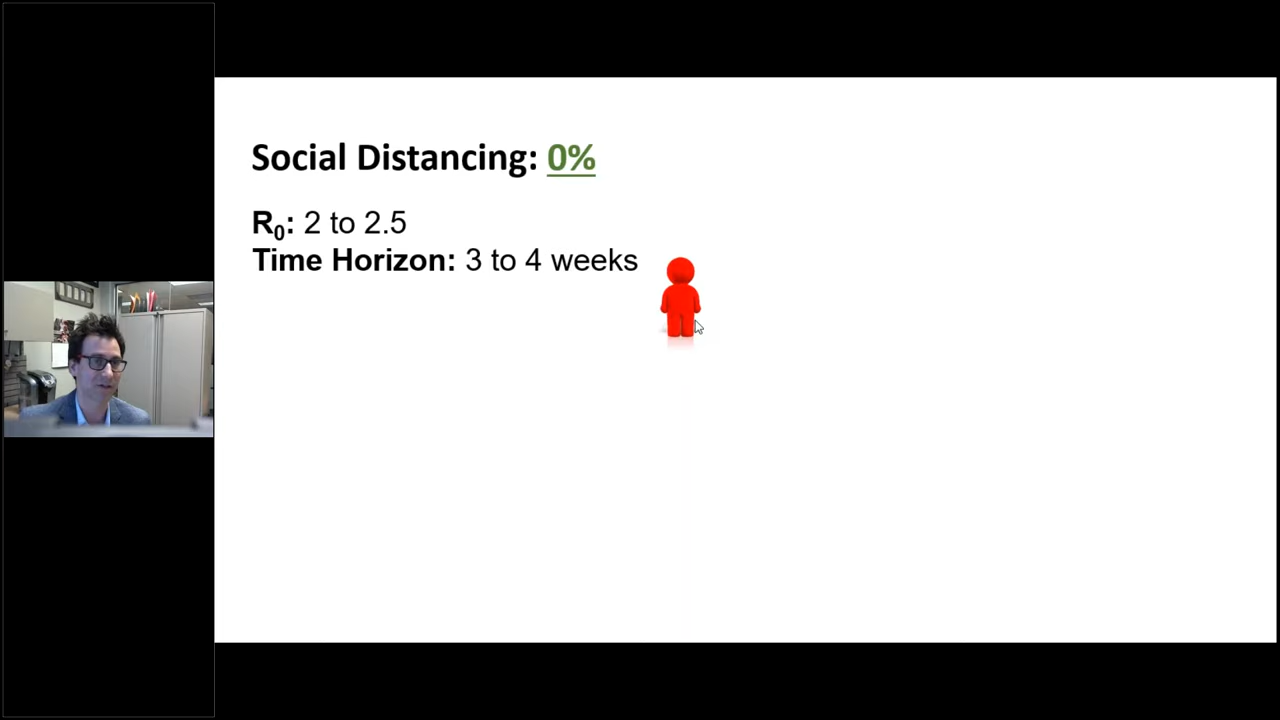 Social Distancing: 0%
R₀: 2 to 2.5
Time Horizon: 3 to 4 weeks